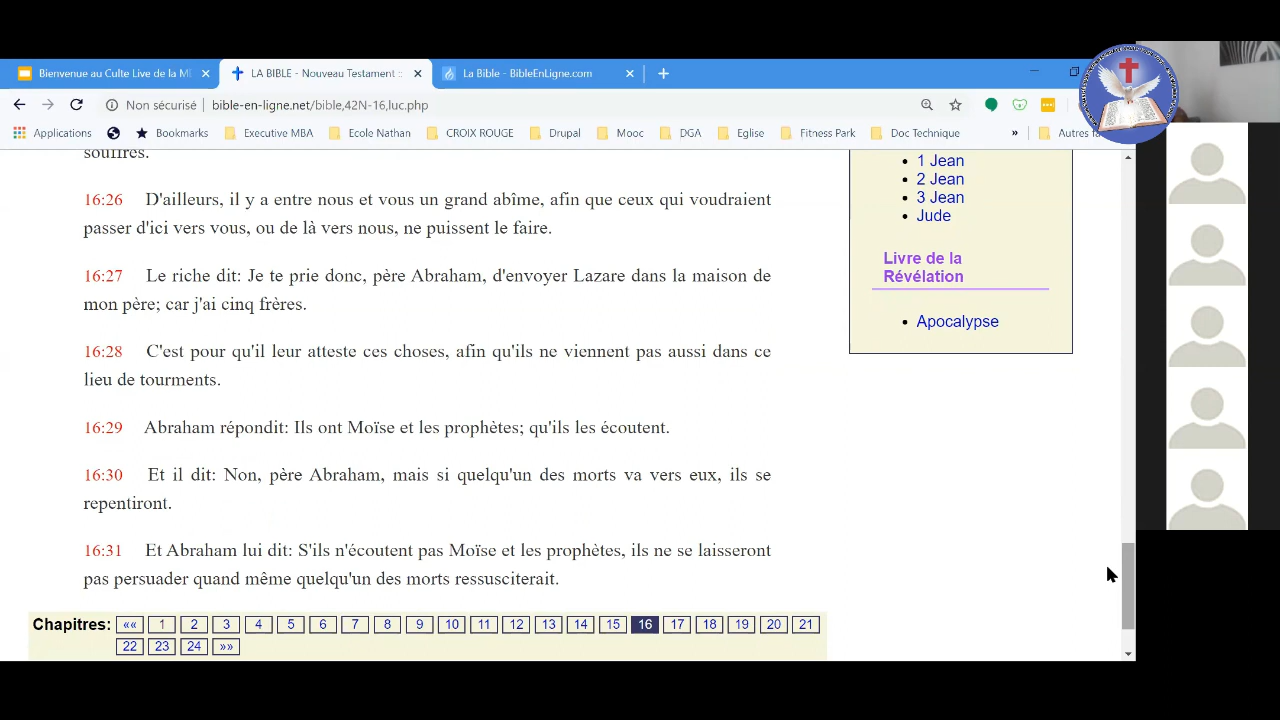 Bienvenue au Culte Live de la M
LA BIBLE - Nouveau Testament ::
La Bible - BibleEnLigne.com
Non sécurisé
bible-en-ligne.net/bible,42N-16,luc.php
Applications
Bookmarks
Executive MBA
Ecole Nathan
CROIX ROUGE
Drupal
Mooc
DGA
Eglise
Fitness Park
Doc Technique
»
Autres fa
souffres.
16:26 D'ailleurs, il y a entre nous et vous un grand abîme, afin que ceux qui voudraient
passer d'ici vers vous, ou de là vers nous, ne puissent le faire.
16:27 Le riche dit: Je te prie donc, père Abraham, d'envoyer Lazare dans la maison de
mon père; car j'ai cinq frères.
16:28 C'est pour qu'il leur atteste ces choses, afin qu'ils ne viennent pas aussi dans ce
lieu de tourments.
16:29 Abraham répondit: Ils ont Moïse et les prophètes; qu'ils les écoutent.
16:30 Et il dit: Non, père Abraham, mais si quelqu'un des morts va vers eux, ils se
repentiront.
16:31 Et Abraham lui dit: S'ils n'écoutent pas Moïse et les prophètes, ils ne se laisseront
pas persuader quand même quelqu'un des morts ressusciterait.
Chapitres: «« 1 2 3 4 5 6 7 8 9 10 11 12 13 14 15 16 17 18 19 20 21
22 23 24 »»
1 Jean
2 Jean
3 Jean
Jude
Livre de la
Révélation
Apocalypse